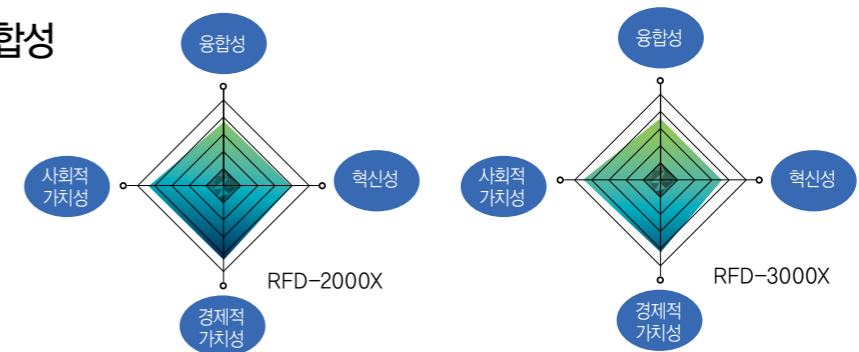 합성
융합성
사회적
가치성
혁신성
경제적
가치성
RFD-2000X
융합성
사회적
가치성
혁신성
경제적
가치성
RFD-3000X